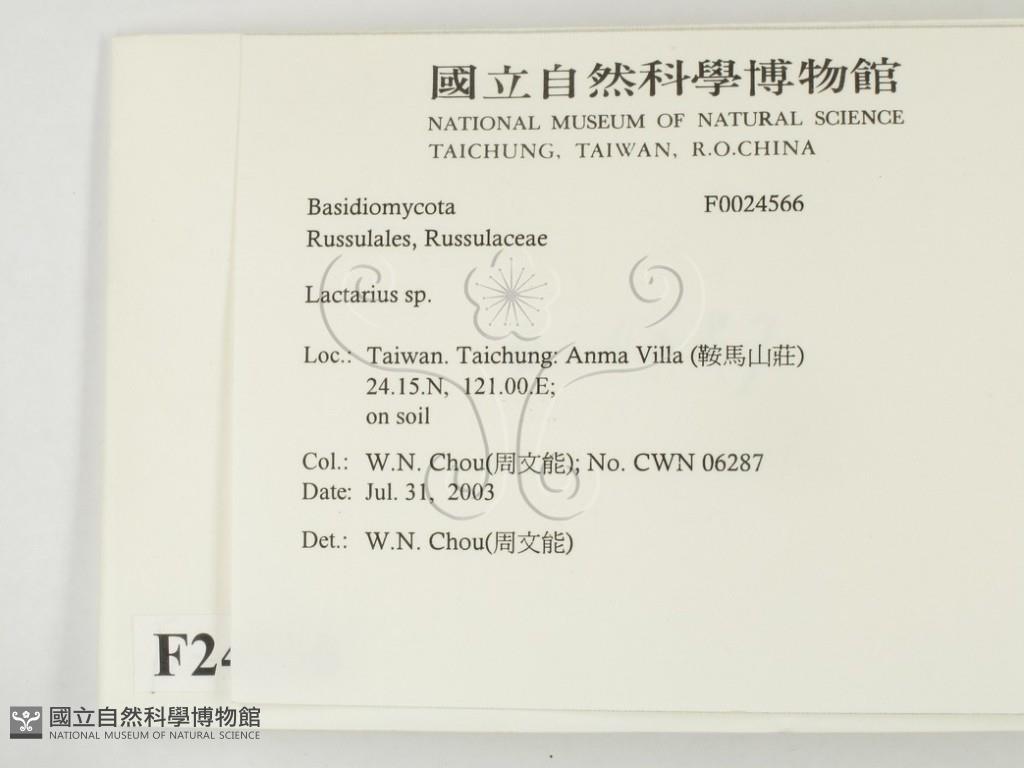 國立自然科學博物館
NATIONAL MUSEUM OF NATURAL SCIENCE
TAICHUNG, TAIWAN, R.O.CHINA
Basidiomycota F0024566
Russulales, Russulaceae
Lactarius sp.
Loc.: Taiwan. Taichung: Anma Villa (鞍馬山莊)
24.15.N, 121.00.E;
on soil
Col.: W.N. Chou(周文能); No. CWN 06287
Date: Jul. 31, 2003
Det.: W.N. Chou(周文能)
F24
國立自然科學博物館
NATIONAL MUSEUM OF NATURAL SCIENCE